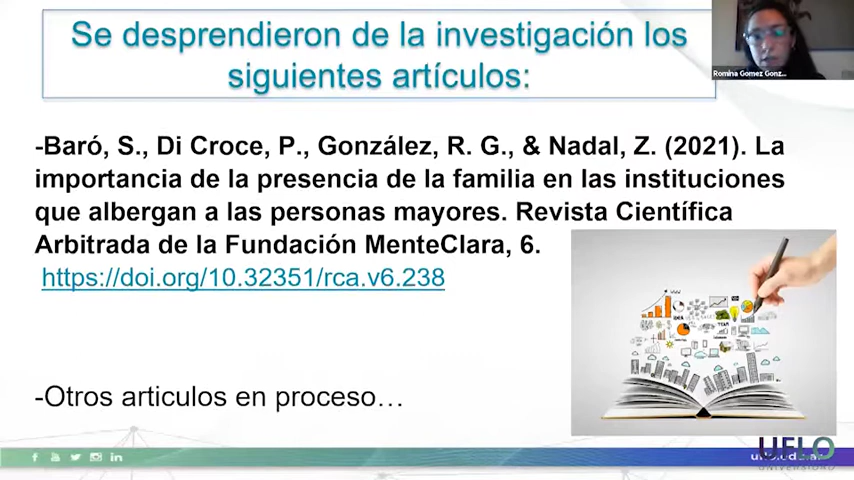 Se desprendieron de la investigación los
siguientes artículos:
Romina Gomez Gonz...
-Baró, S., Di Croce, P., González, R. G., & Nadal, Z. (2021). La
importancia de la presencia de la familia en las instituciones
que albergan a las personas mayores. Revista Científica
Arbitrada de la Fundación MenteClara, 6.
https://doi.org/10.32351/rca.v6.238
IDEA
TEAM
-Otros articulos en proceso…
UFLO
UNIVERSIDAD